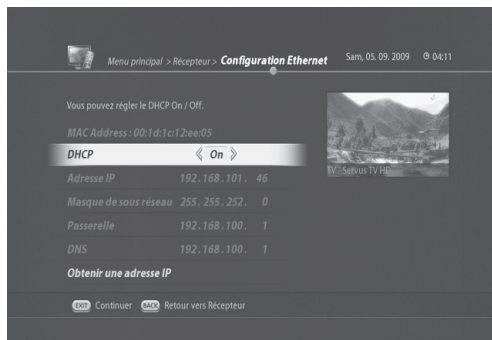 Menu principal > Récepteur > Configuration Ethernet Sam, 05. 09. 2009 04:11
Vous pouvez régler le DHCP On / Off.
MAC Address : 00:1d:1c:12:ee:05
DHCP On
TV - Servus TV HD
Adresse IP 192. 168. 101. 46
Masque de sous réseau 255. 255. 252. 0
Passerelle 192. 168. 100. 1
DNS 192. 168. 100. 1
Obtenir une adresse IP
EXIT Continuer BACK Retour vers Récepteur